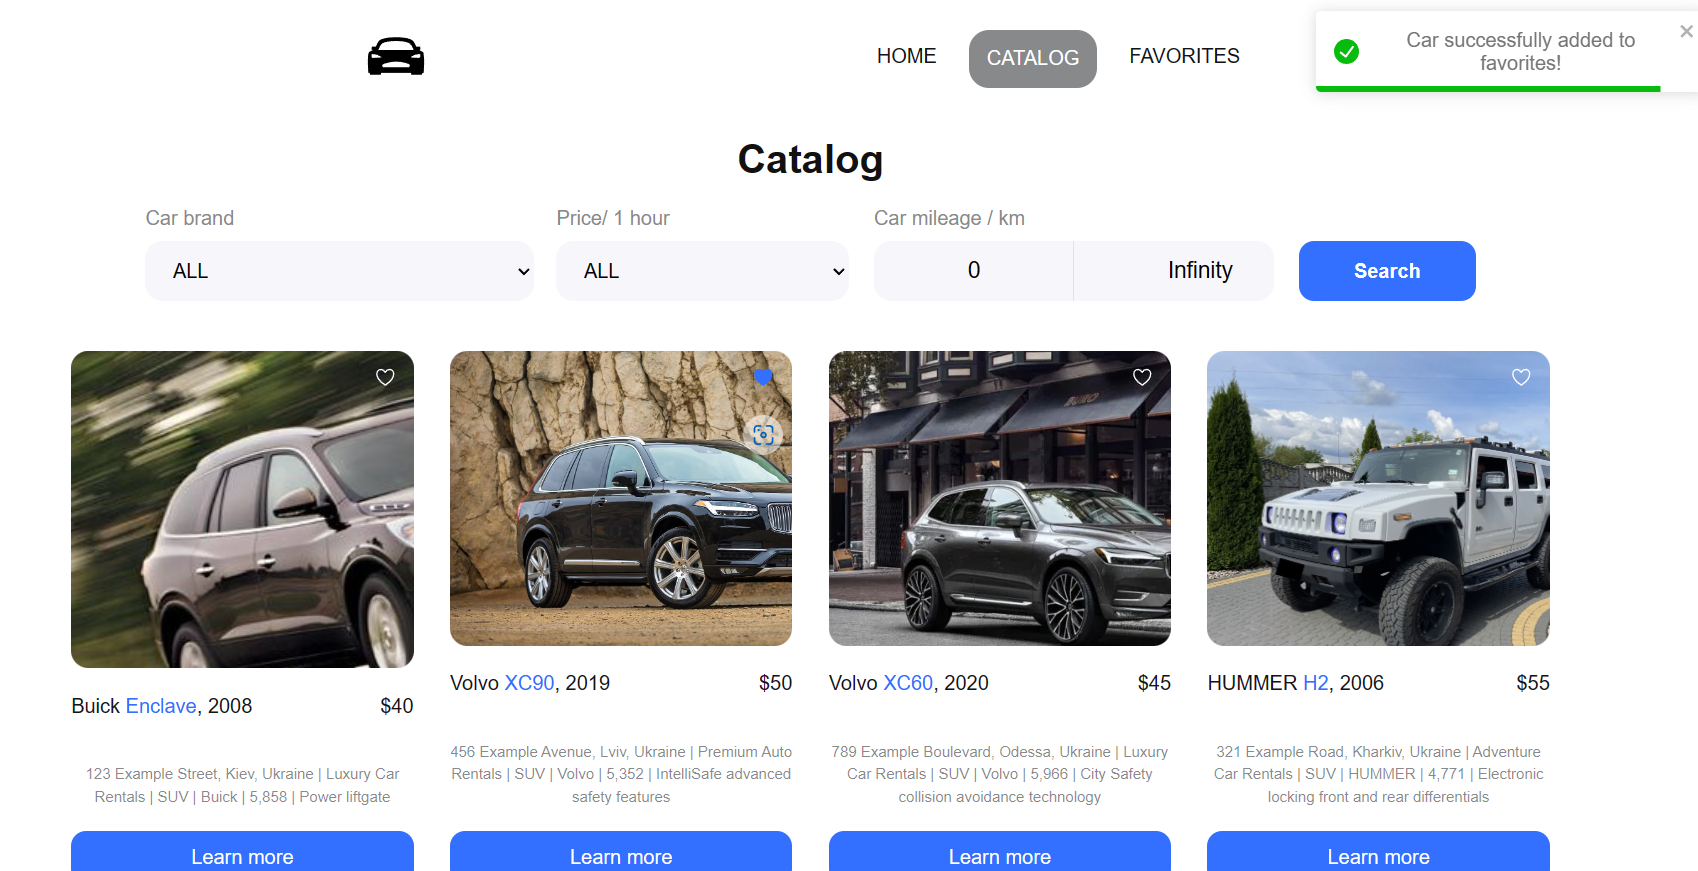 HOME
CATALOG
FAVORITES
Car successfully added to
favorites!
Catalog
Car brand
Price/ 1 hour
Car mileage / km
ALL
ALL
0
Infinity
Search
Buick Enclave, 2008
$40
123 Example Street, Kiev, Ukraine | Luxury Car
Rentals | SUV | Buick | 5,858 | Power liftgate
Learn more
Volvo XC90, 2019
$50
456 Example Avenue, Lviv, Ukraine | Premium Auto
Rentals | SUV | Volvo | 5,352 | IntelliSafe advanced
safety features
Learn more
Volvo XC60, 2020
$45
789 Example Boulevard, Odessa, Ukraine | Luxury
Car Rentals | SUV | Volvo | 5,966 | City Safety
collision avoidance technology
Learn more
HUMMER H2, 2006
$55
321 Example Road, Kharkiv, Ukraine | Adventure
Car Rentals | SUV | HUMMER | 4,771 | Electronic
locking front and rear differentials
Learn more